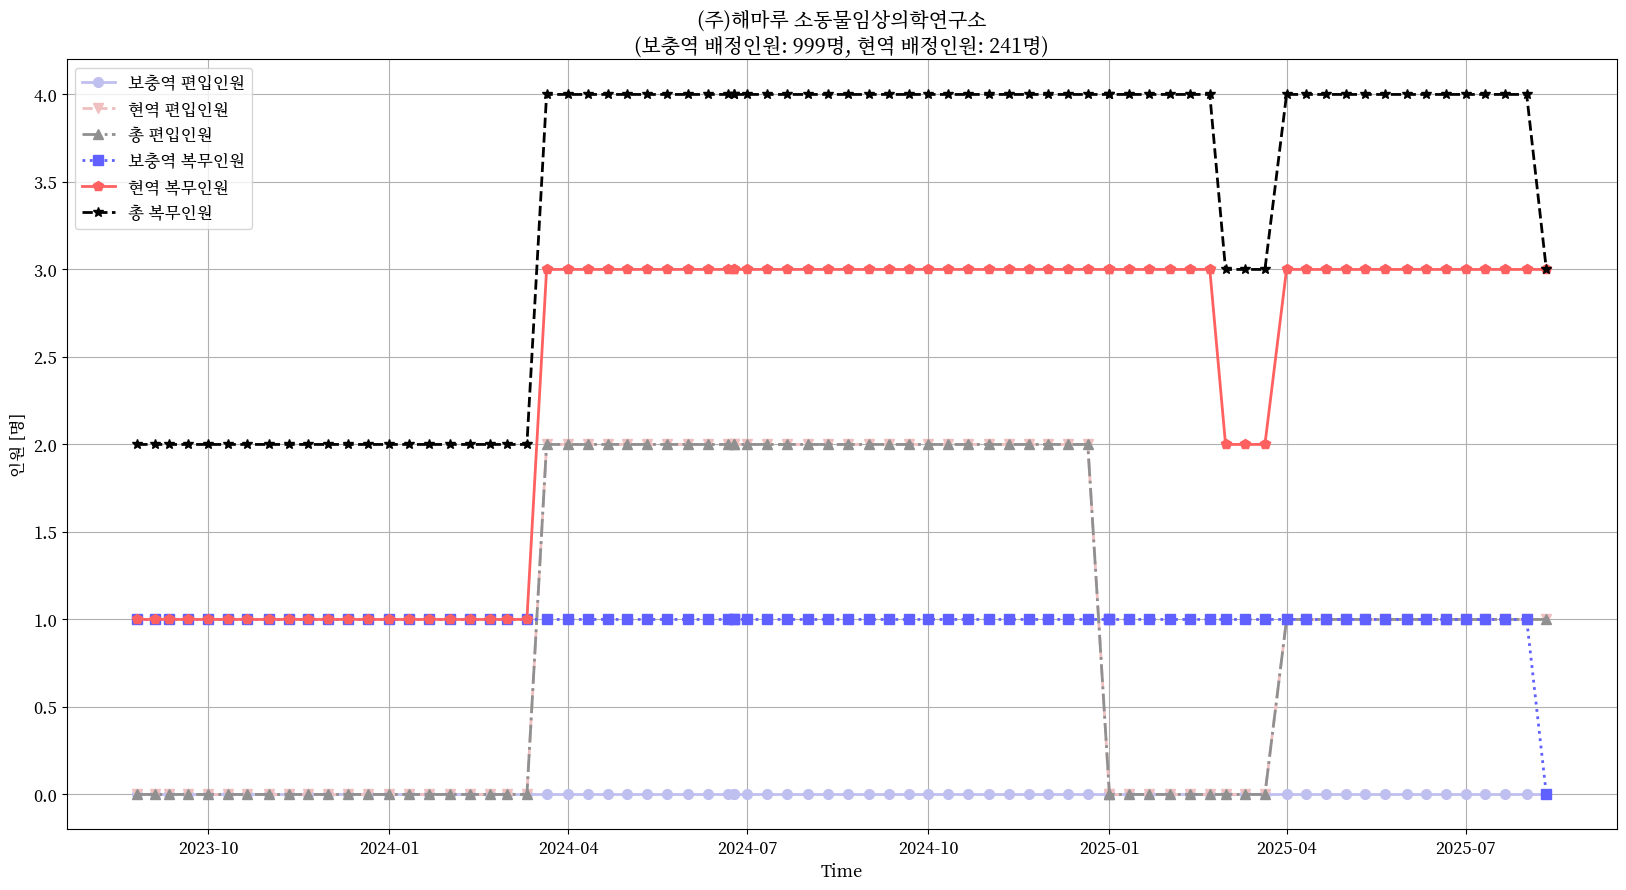 (주)해마루 소동물임상의학연구소
(보충역 배정인원: 999명, 현역 배정인원: 241명)
보충역 편입인원
현역 편입인원
총 편입인원
보충역 복무인원
현역 복무인원
총 복무인원
4.0
3.5
3.0
2.5
2.0
1.5
1.0
0.5
0.0
인원 [명]
2023-10 2024-01 2024-04 2024-07 2024-10 2025-01 2025-04 2025-07
Time